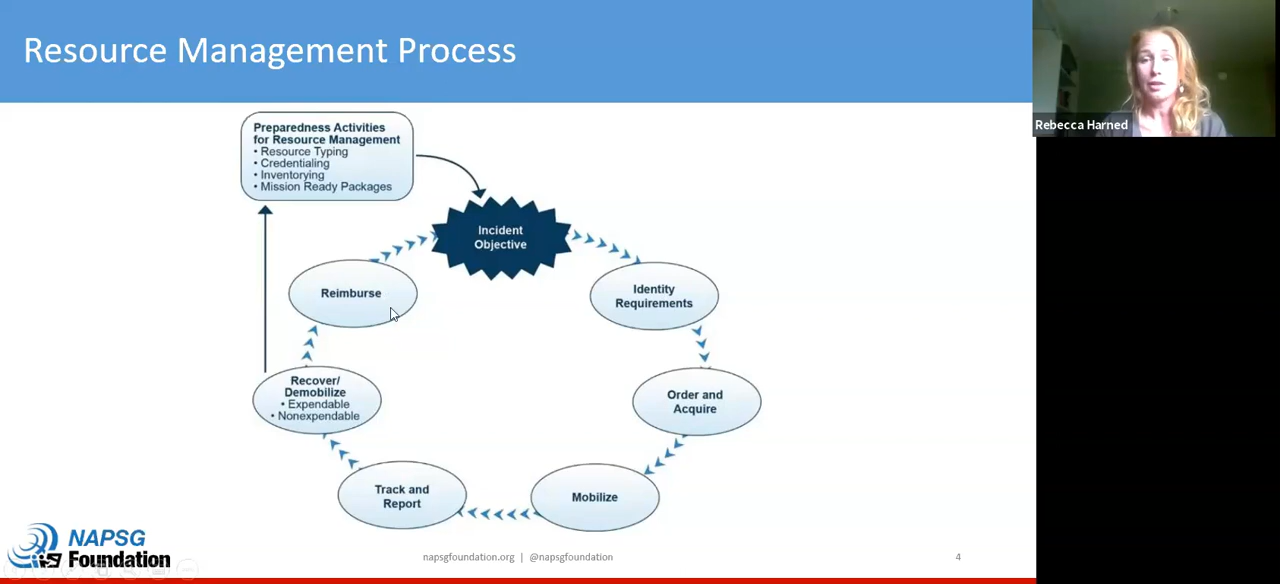 Resource Management Process
Rebecca Harned
Preparedness Activities
for Resource Management
• Resource Typing
• Credentialing
• Inventorying
• Mission Ready Packages
Incident
Objective
Identity
Requirements
Order and
Acquire
Mobilize
Track and
Report
Recover/
Demobilize
• Expendable
• Nonexpendable
Reimburse
NAPSG
Foundation
napsgfoundation.org | @napsgfoundation
4